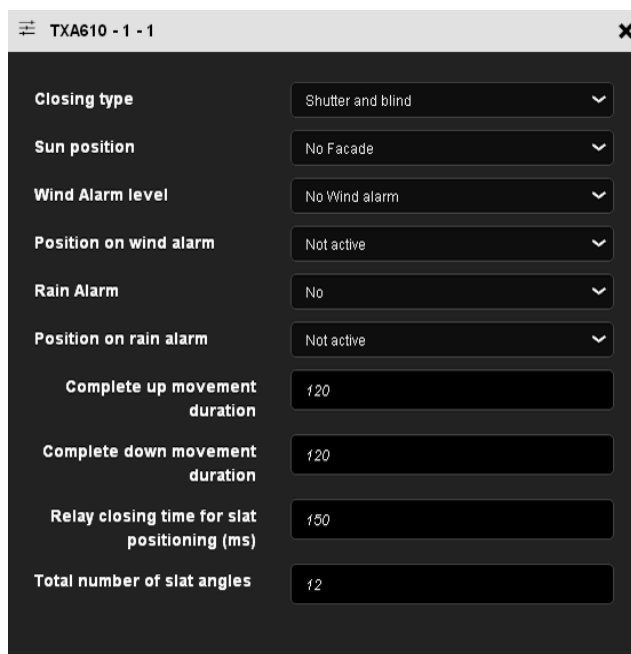 TXA610 - 1 - 1
Closing type
Shutter and blind
Sun position
No Facade
Wind Alarm level
No Wind alarm
Position on wind alarm
Not active
Rain Alarm
No
Position on rain alarm
Not active
Complete up movement
duration
120
Complete down movement
duration
120
Relay closing time for slat
positioning (ms)
150
Total number of slat angles
12